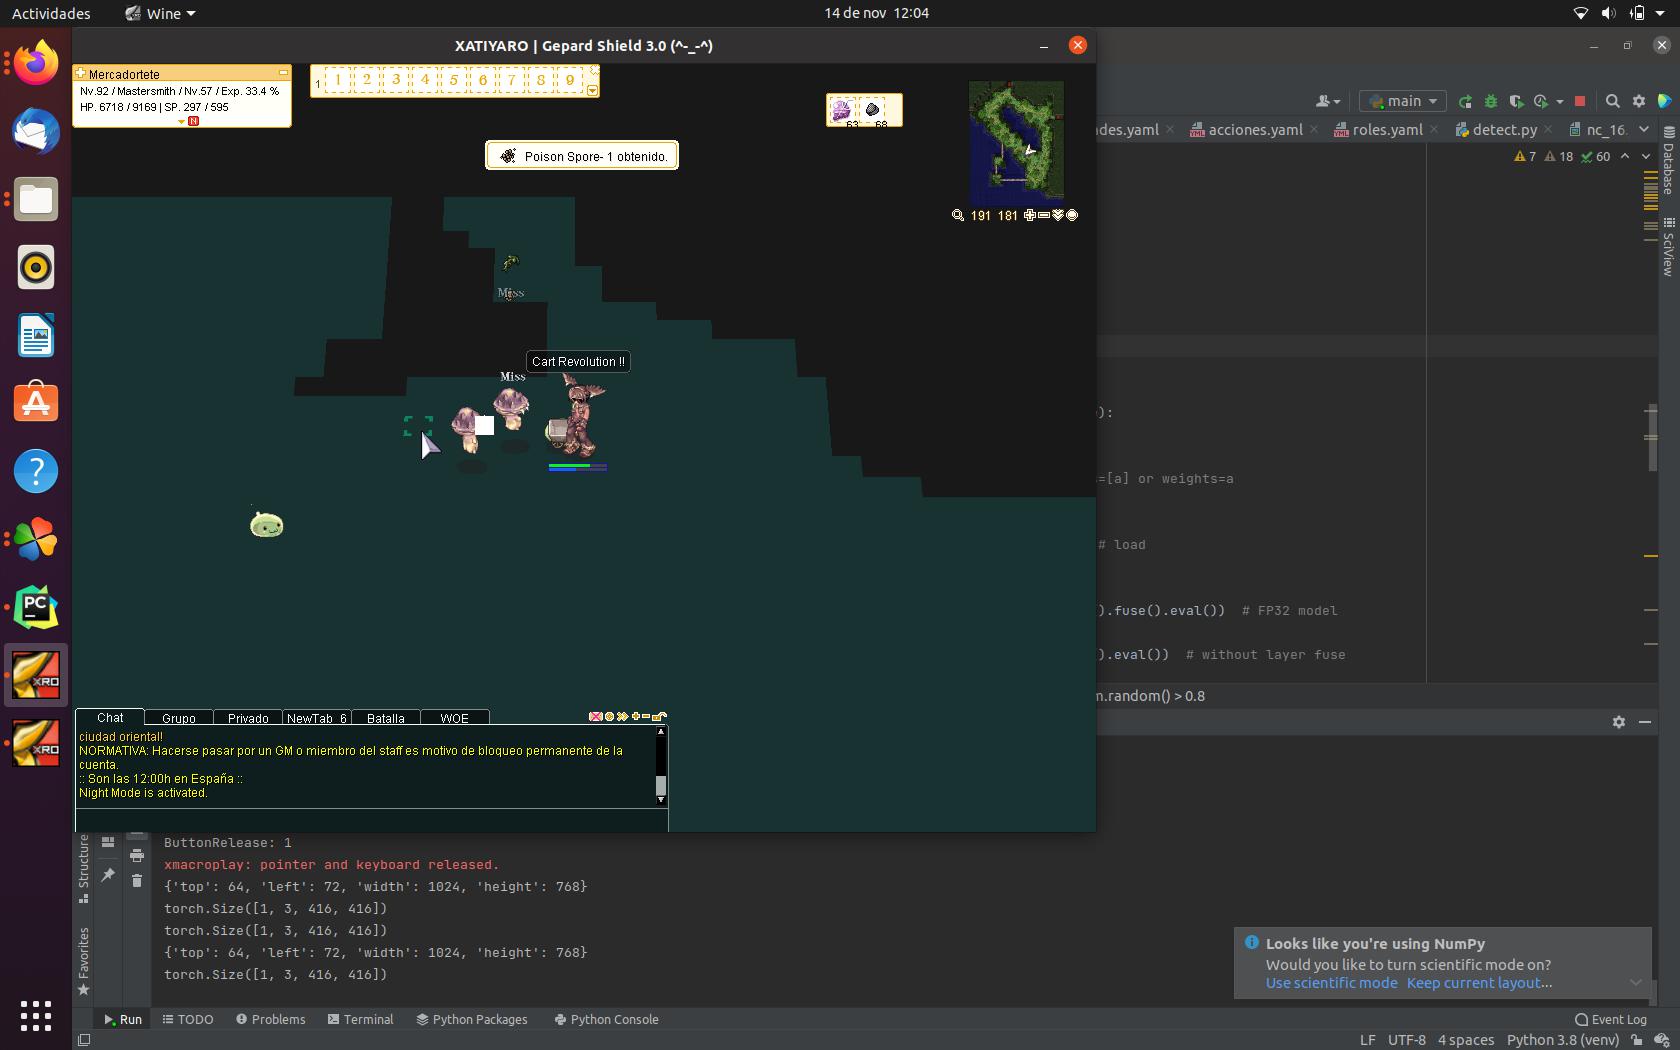 Actividades
Wine
14 de nov 12:04
XATIYARO | Gepard Shield 3.0 (^-_-^)
Mercadortete
Nv.92 / Mastersmith / Nv.57 / Exp. 33.4 %
HP. 6718 / 9169 | SP. 297 / 595
N
1
1 2 3 4 5 6 7 8 9
63 68
Poison Spore- 1 obtenido.
191 181
Miss
Cart Revolution !!
Miss
Chat Grupo Privado NewTab_6 Batalla WOE
ciudad oriental!
NORMATIVA: Hacerse pasar por un GM o miembro del staff es motivo de bloqueo permanente de la
cuenta.
:: Son las 12:00h en España ::
Night Mode is activated.
PC
XRO
XRO
main
des.yaml acciones.yaml roles.yaml detect.py nc_16.
7 18 60
Database
SciView
):
=[a] or weights=a
# load
).fuse().eval()) # FP32 model
).eval()) # without layer fuse
m.random() > 0.8
Structure
Favorites
ButtonRelease: 1
xmacroplay: pointer and keyboard released.
{'top': 64, 'left': 72, 'width': 1024, 'height': 768}
torch.Size([1, 3, 416, 416])
torch.Size([1, 3, 416, 416])
{'top': 64, 'left': 72, 'width': 1024, 'height': 768}
torch.Size([1, 3, 416, 416])
Looks like you're using NumPy
Would you like to turn scientific mode on?
Use scientific mode Keep current layout...
Run TODO Problems Terminal Python Packages Python Console
Event Log
LF UTF-8 4 spaces Python 3.8 (venv)